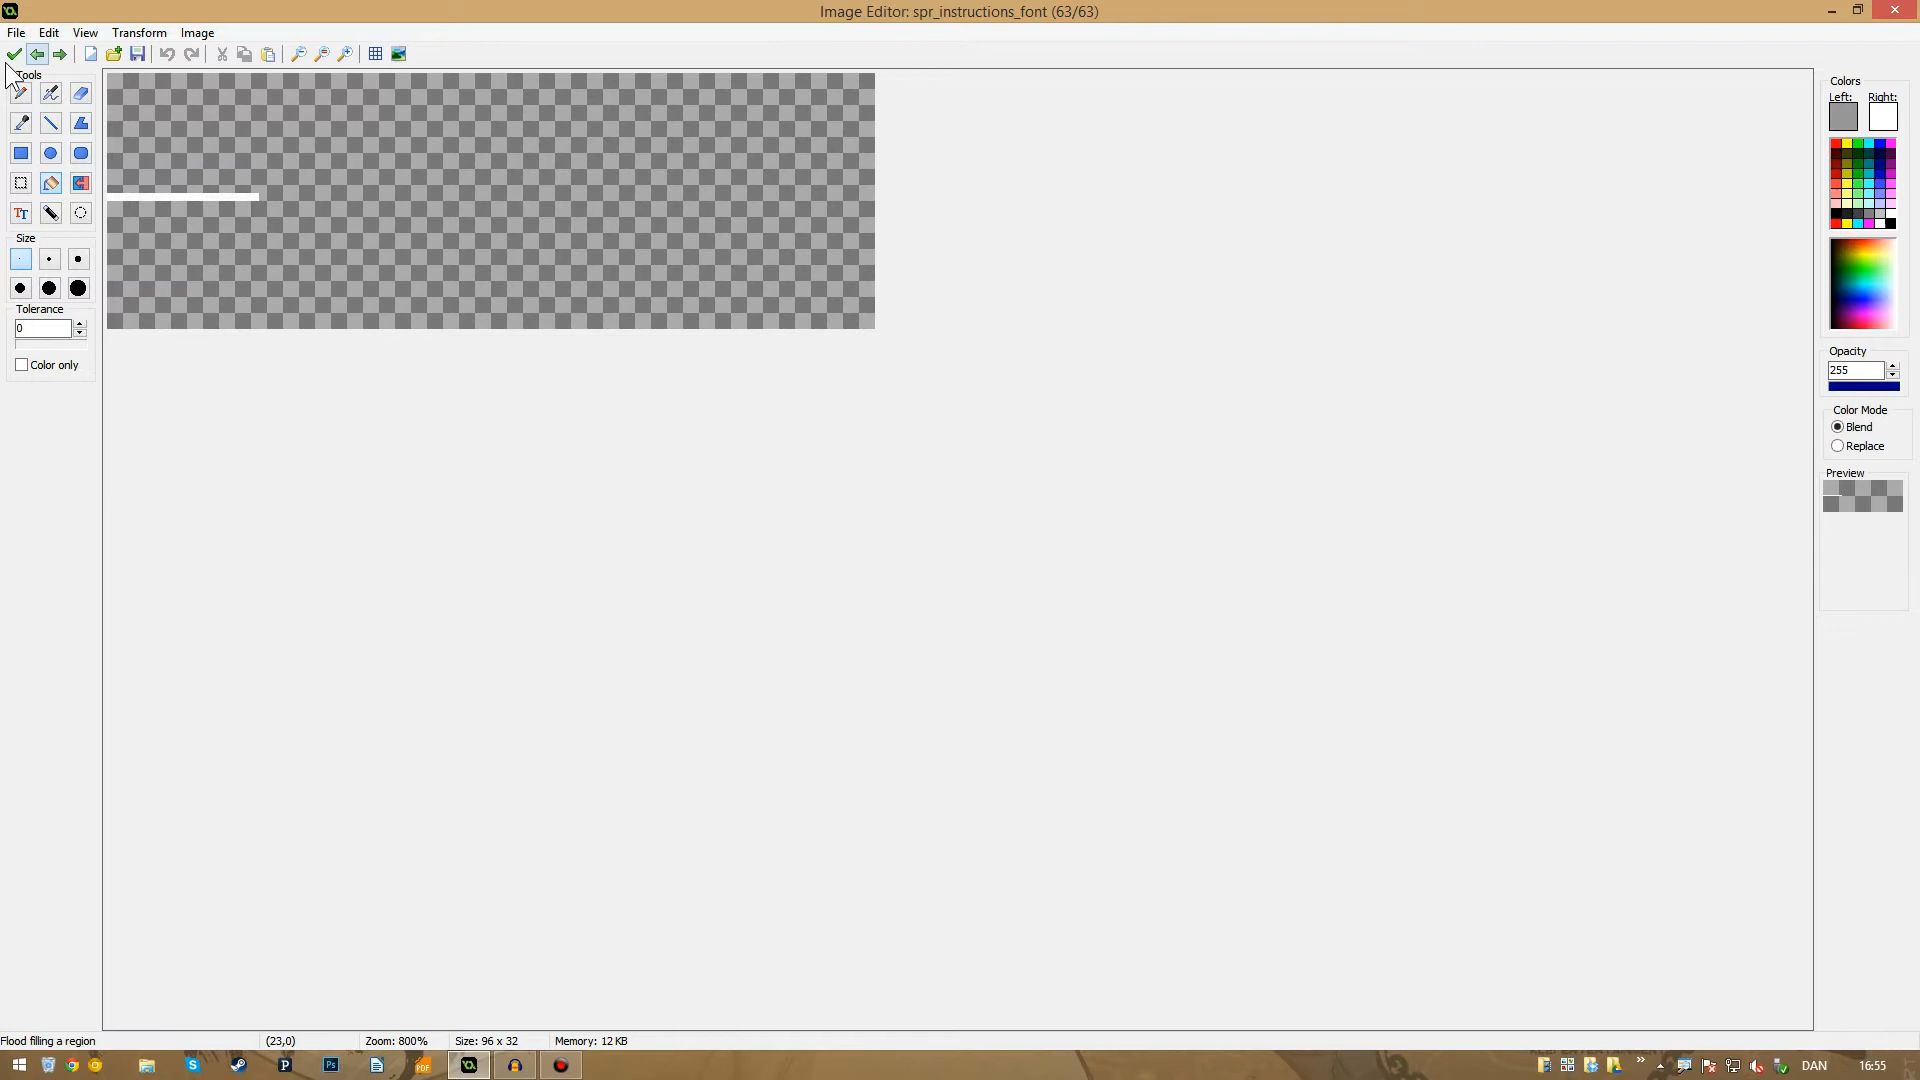 Image Editor: spr_instructions_font (63/63)
File Edit View Transform Image
Tools
Size
Tolerance
0
Color only
Colors
Left: Right:
Opacity
255
Color Mode
Blend
Replace
Preview
Flood filling a region (23,0) Zoom: 800% Size: 96 x 32 Memory: 12 KB
DAN 16:55